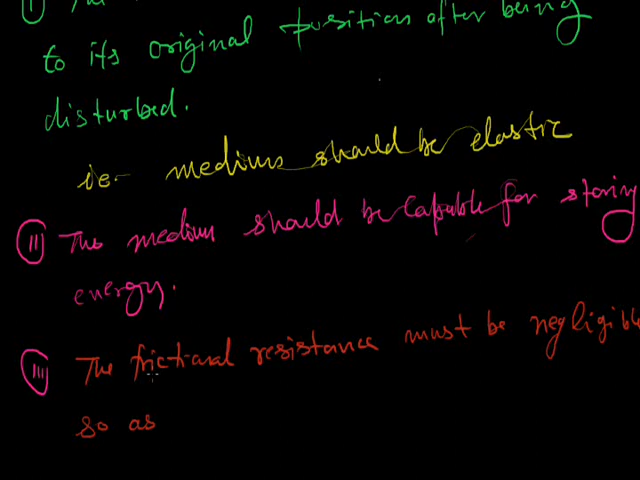 I)
to its original position after being
disturbed.
ie. medium should be elastic
II) The medium should be capable for storing
energy.
III) The frictional resistance must be negligible
so as